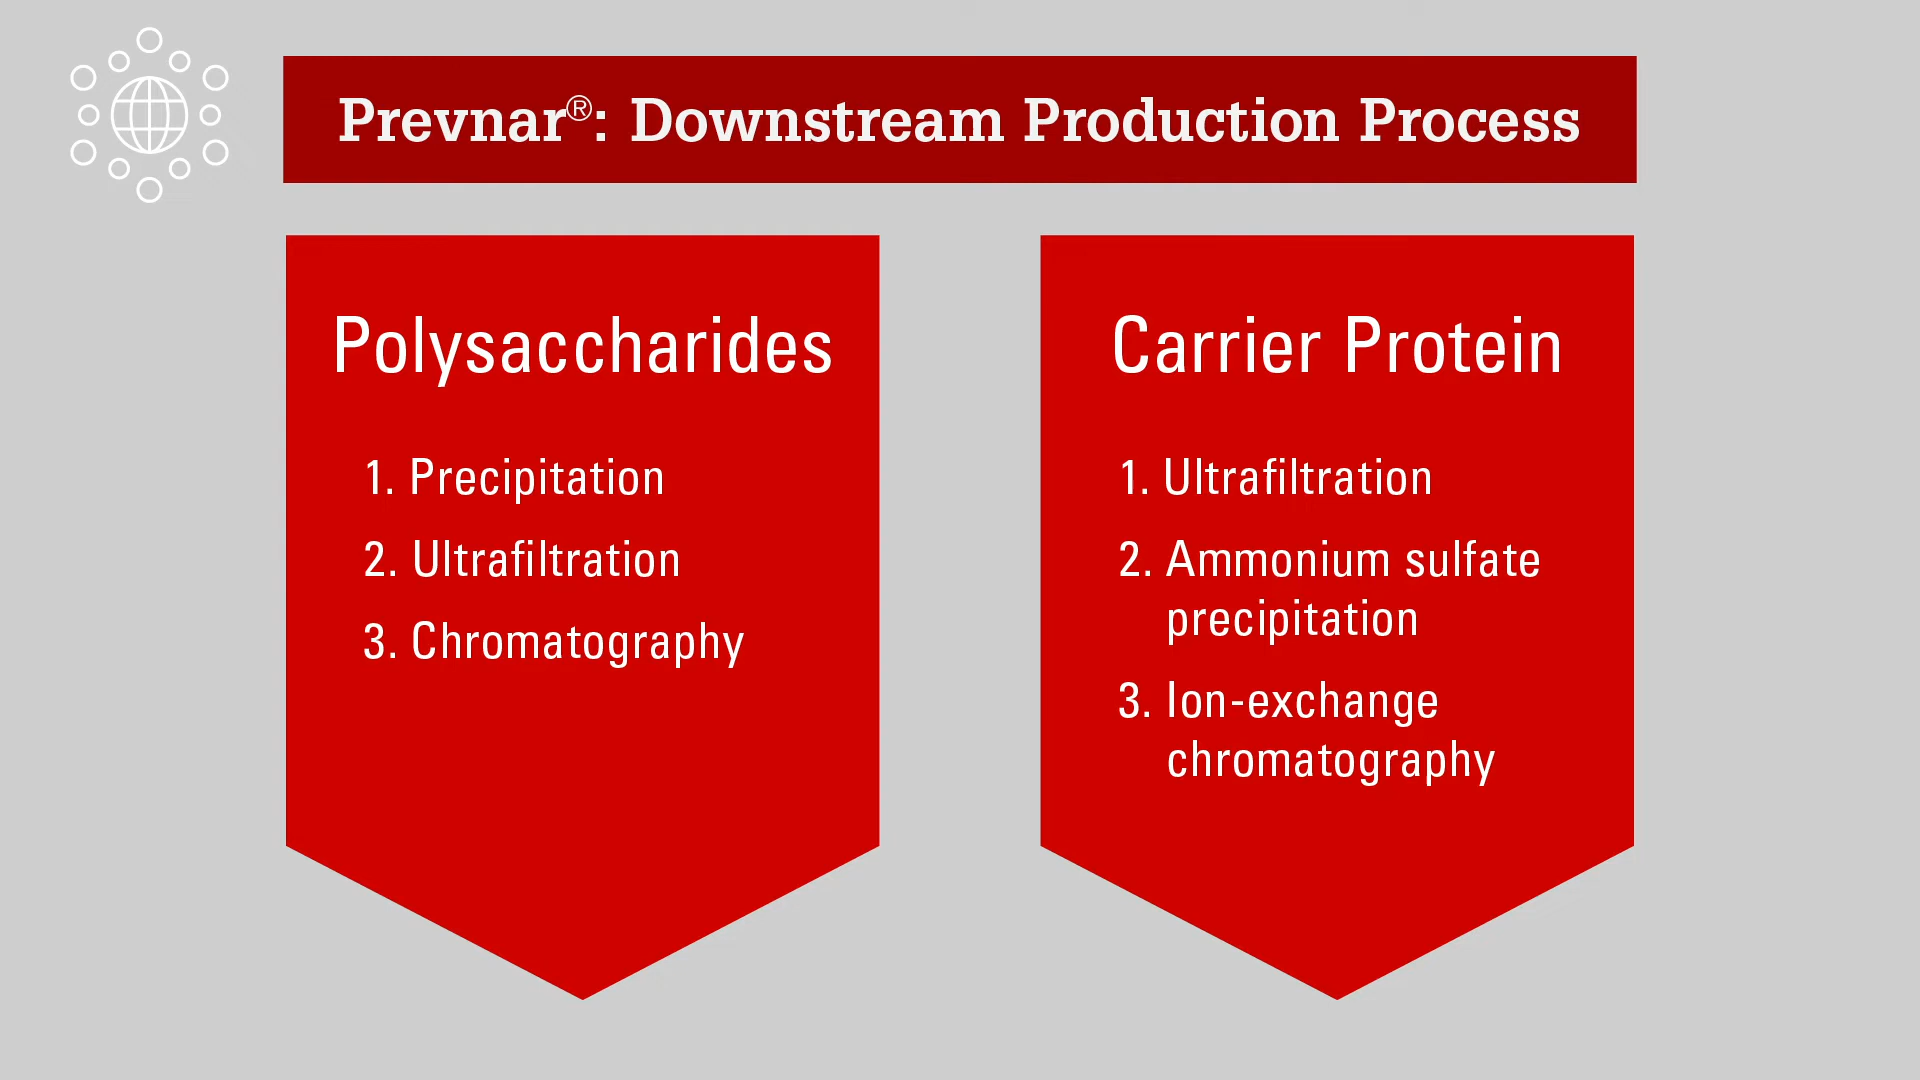 Prevnar®: Downstream Production Process
Polysaccharides
1. Precipitation
2. Ultrafiltration
3. Chromatography
Carrier Protein
1. Ultrafiltration
2. Ammonium sulfate
precipitation
3. Ion-exchange
chromatography